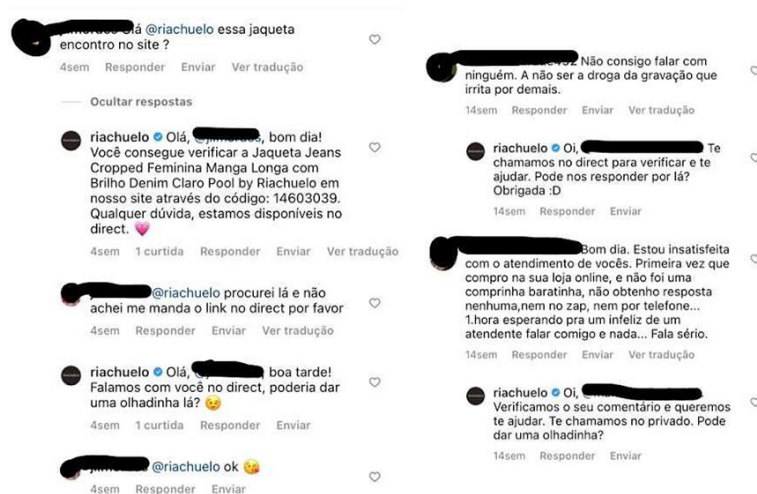 Olá @riachuelo essa jaqueta
encontro no site ?
4sem Responder Enviar Ver tradução
Ocultar respostas
riachuelo Olá, bom dia!
Você consegue verificar a Jaqueta Jeans
Cropped Feminina Manga Longa com
Brilho Denim Claro Pool by Riachuelo em
nosso site através do código: 14603039.
Qualquer dúvida, estamos disponíveis no
direct. 💗
4sem 1 curtida Responder Enviar Ver tradução
@riachuelo procurei lá e não
achei me manda o link no direct por favor
4sem Responder Enviar Ver tradução
riachuelo Olá, boa tarde!
Falamos com você no direct, poderia dar
uma olhadinha lá? 😉
4sem 1 curtida Responder Enviar
@riachuelo ok 😘
4sem Responder Enviar
Não consigo falar com
ninguém. A não ser a droga da gravação que
irrita por demais.
14sem Responder Enviar Ver tradução
riachuelo Oi, Te
chamamos no direct para verificar e te
ajudar. Pode nos responder por lá?
Obrigada :D
14sem Responder Enviar
Bom dia. Estou insatisfeita
com o atendimento de vocês. Primeira vez que
compro na sua loja online, e não foi uma
comprinha baratinha, não obtenho resposta
nenhuma,nem no zap, nem por telefone...
1.hora esperando pra um infeliz de um
atendente falar comigo e nada... Fala sério.
14sem Responder Enviar Ver tradução
riachuelo Oi,
Verificamos o seu comentário e queremos
te ajudar. Te chamamos no privado. Pode
dar uma olhadinha?
14sem Responder Enviar